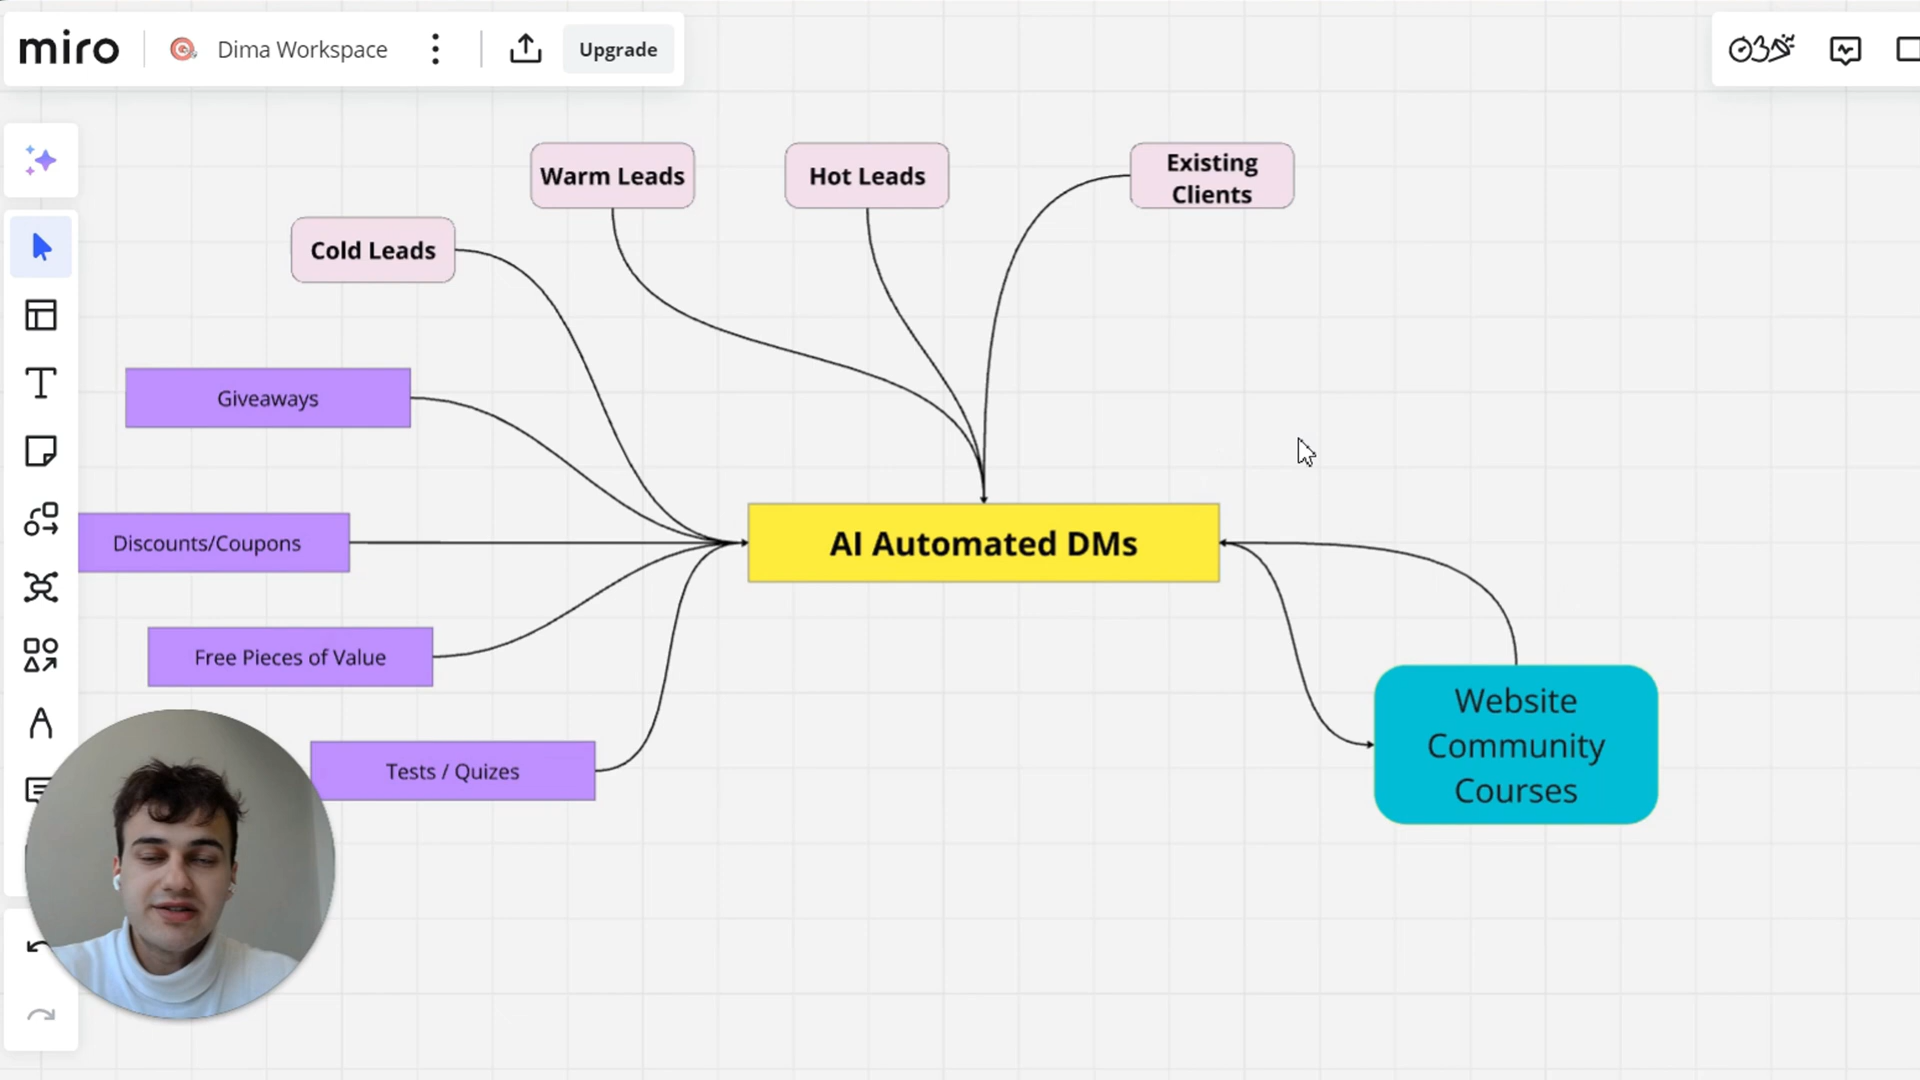 miro
Dima Workspace
Upgrade
Warm Leads
Hot Leads
Existing
Clients
Cold Leads
Giveaways
Discounts/Coupons
AI Automated DMs
Free Pieces of Value
Tests / Quizes
Website
Community
Courses